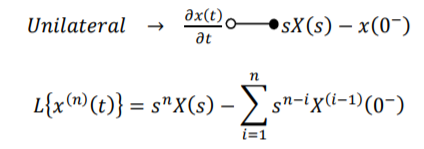 Unilateral → ∂x(t)/∂t ○—● sX(s) − x(0⁻)
L{x⁽ⁿ⁾(t)} = sⁿX(s) − ∑ᵢ₌₁ⁿ sⁿ⁻ⁱX⁽ⁱ⁻¹⁾(0⁻)